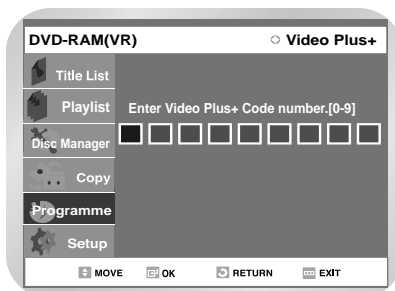 DVD-RAM(VR) Video Plus+
Title List
Playlist
Enter Video Plus+ Code number.[0-9]
Disc Manager
Copy
Programme
Setup
MOVE OK RETURN EXIT